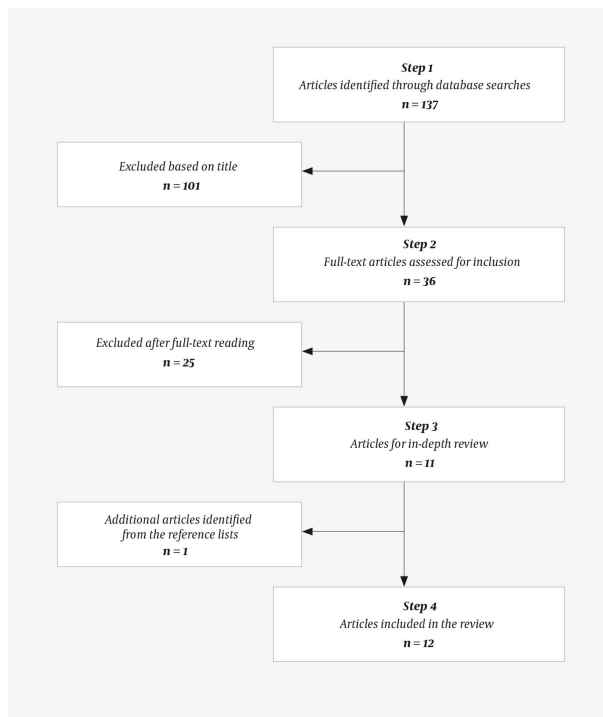 Step 1
Articles identified through database searches
n = 137
Excluded based on title
n = 101
Step 2
Full-text articles assessed for inclusion
n = 36
Excluded after full-text reading
n = 25
Step 3
Articles for in-depth review
n = 11
Additional articles identified
from the reference lists
n = 1
Step 4
Articles included in the review
n = 12